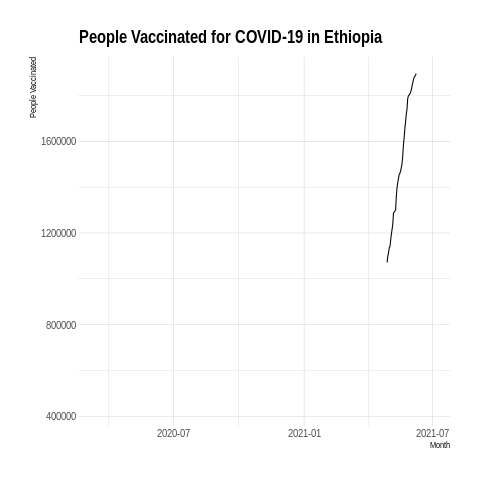 People Vaccinated for COVID-19 in Ethiopia
People Vaccinated
1600000
1200000
800000
400000
2020-07 2021-01 2021-07
Month